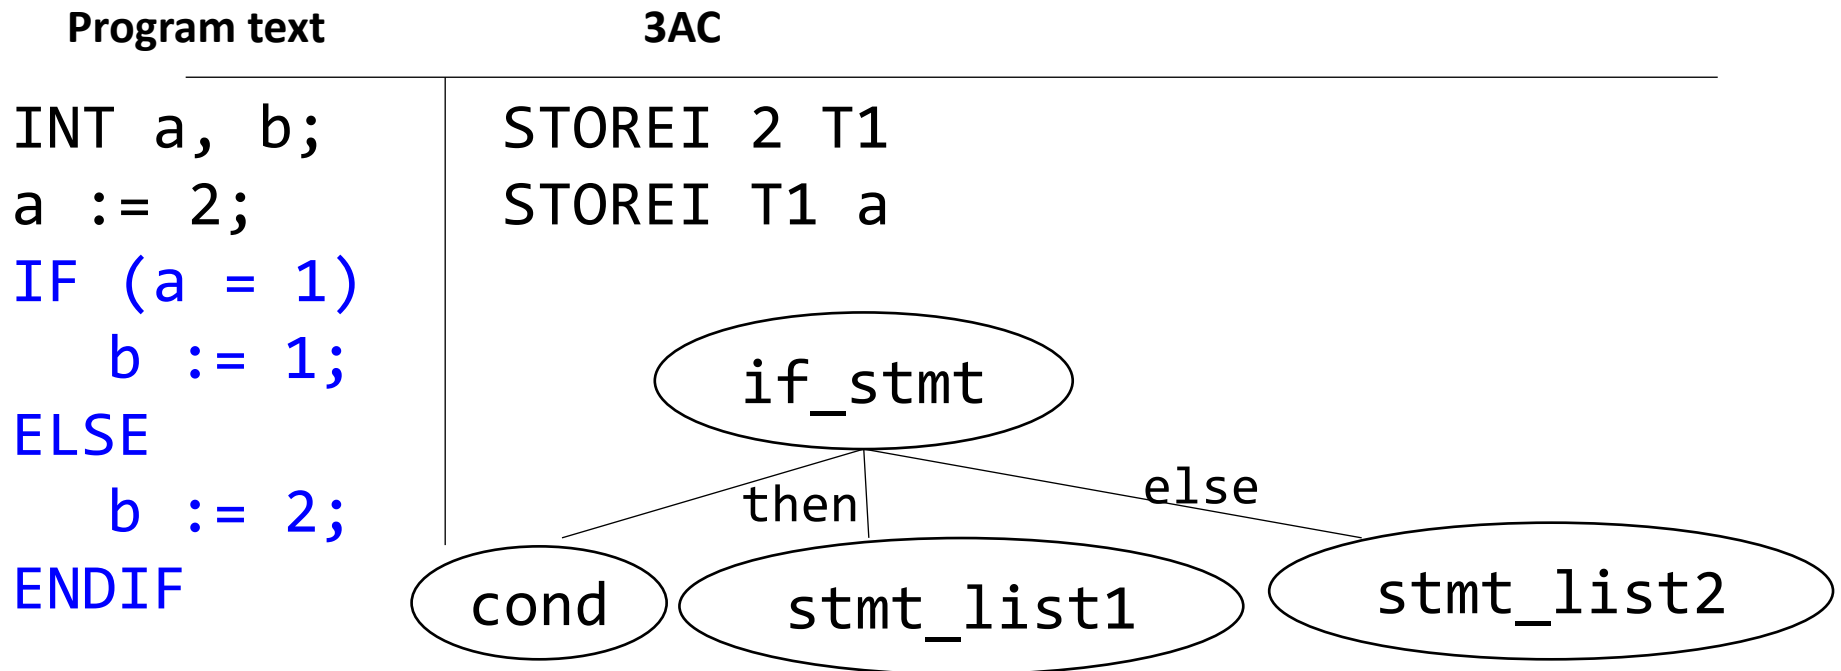 Program text 3AC
INT a, b; STOREI 2 T1
a := 2; STOREI T1 a
IF (a = 1)
b := 1;
if_stmt
ELSE
then else
b := 2;
ENDIF
cond stmt_list1 stmt_list2